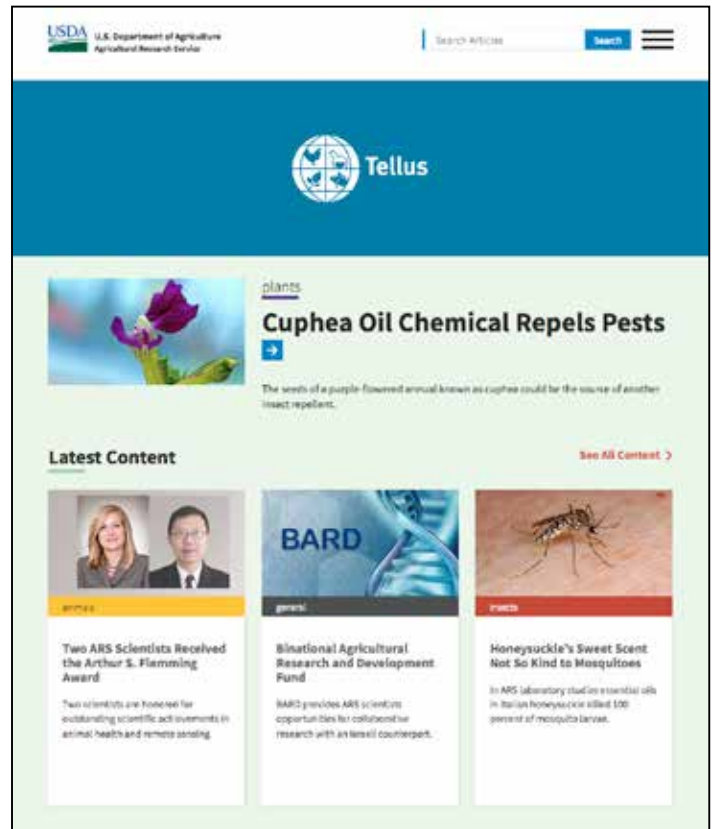 USDA
U.S. Department of Agriculture
Agricultural Research Service
Search Articles
Search
Tellus
plants
Cuphea Oil Chemical Repels Pests
The seeds of a purple-flowered annual known as cuphea could be the source of another
insect repellent.
Latest Content
See All Content
BARD
animals
general
insects
Two ARS Scientists Received
the Arthur S. Flemming
Award
Two scientists are honored for
outstanding scientific achievements in
animal health and remote sensing.
Binational Agricultural
Research and Development
Fund
BARD provides ARS scientists
opportunities for collaborative
research with an Israeli counterpart.
Honeysuckle's Sweet Scent
Not So Kind to Mosquitoes
In ARS laboratory studies essential oils
in Italian honeysuckle killed 100
percent of mosquito larvae.